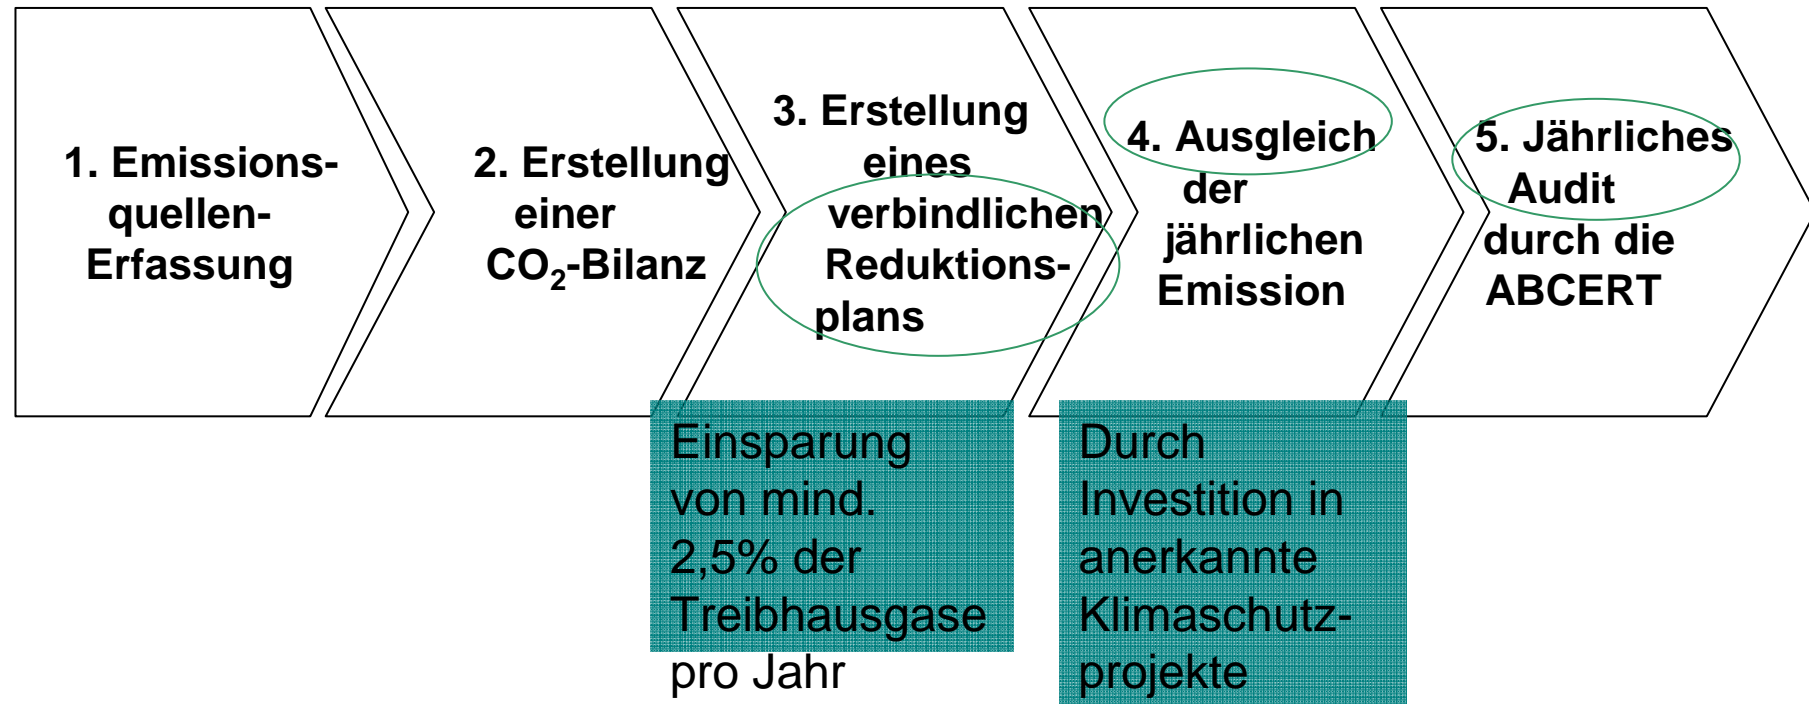 1. Emissions-
quellen-
Erfassung
2. Erstellung
einer
CO₂-Bilanz
3. Erstellung
eines
verbindlichen
Reduktions-
plans
4. Ausgleich
der
jährlichen
Emission
5. Jährliches
Audit
durch die
ABCERT
Einsparung
von mind.
2,5% der
Treibhausgase
pro Jahr
Durch
Investition in
anerkannte
Klimaschutz-
projekte